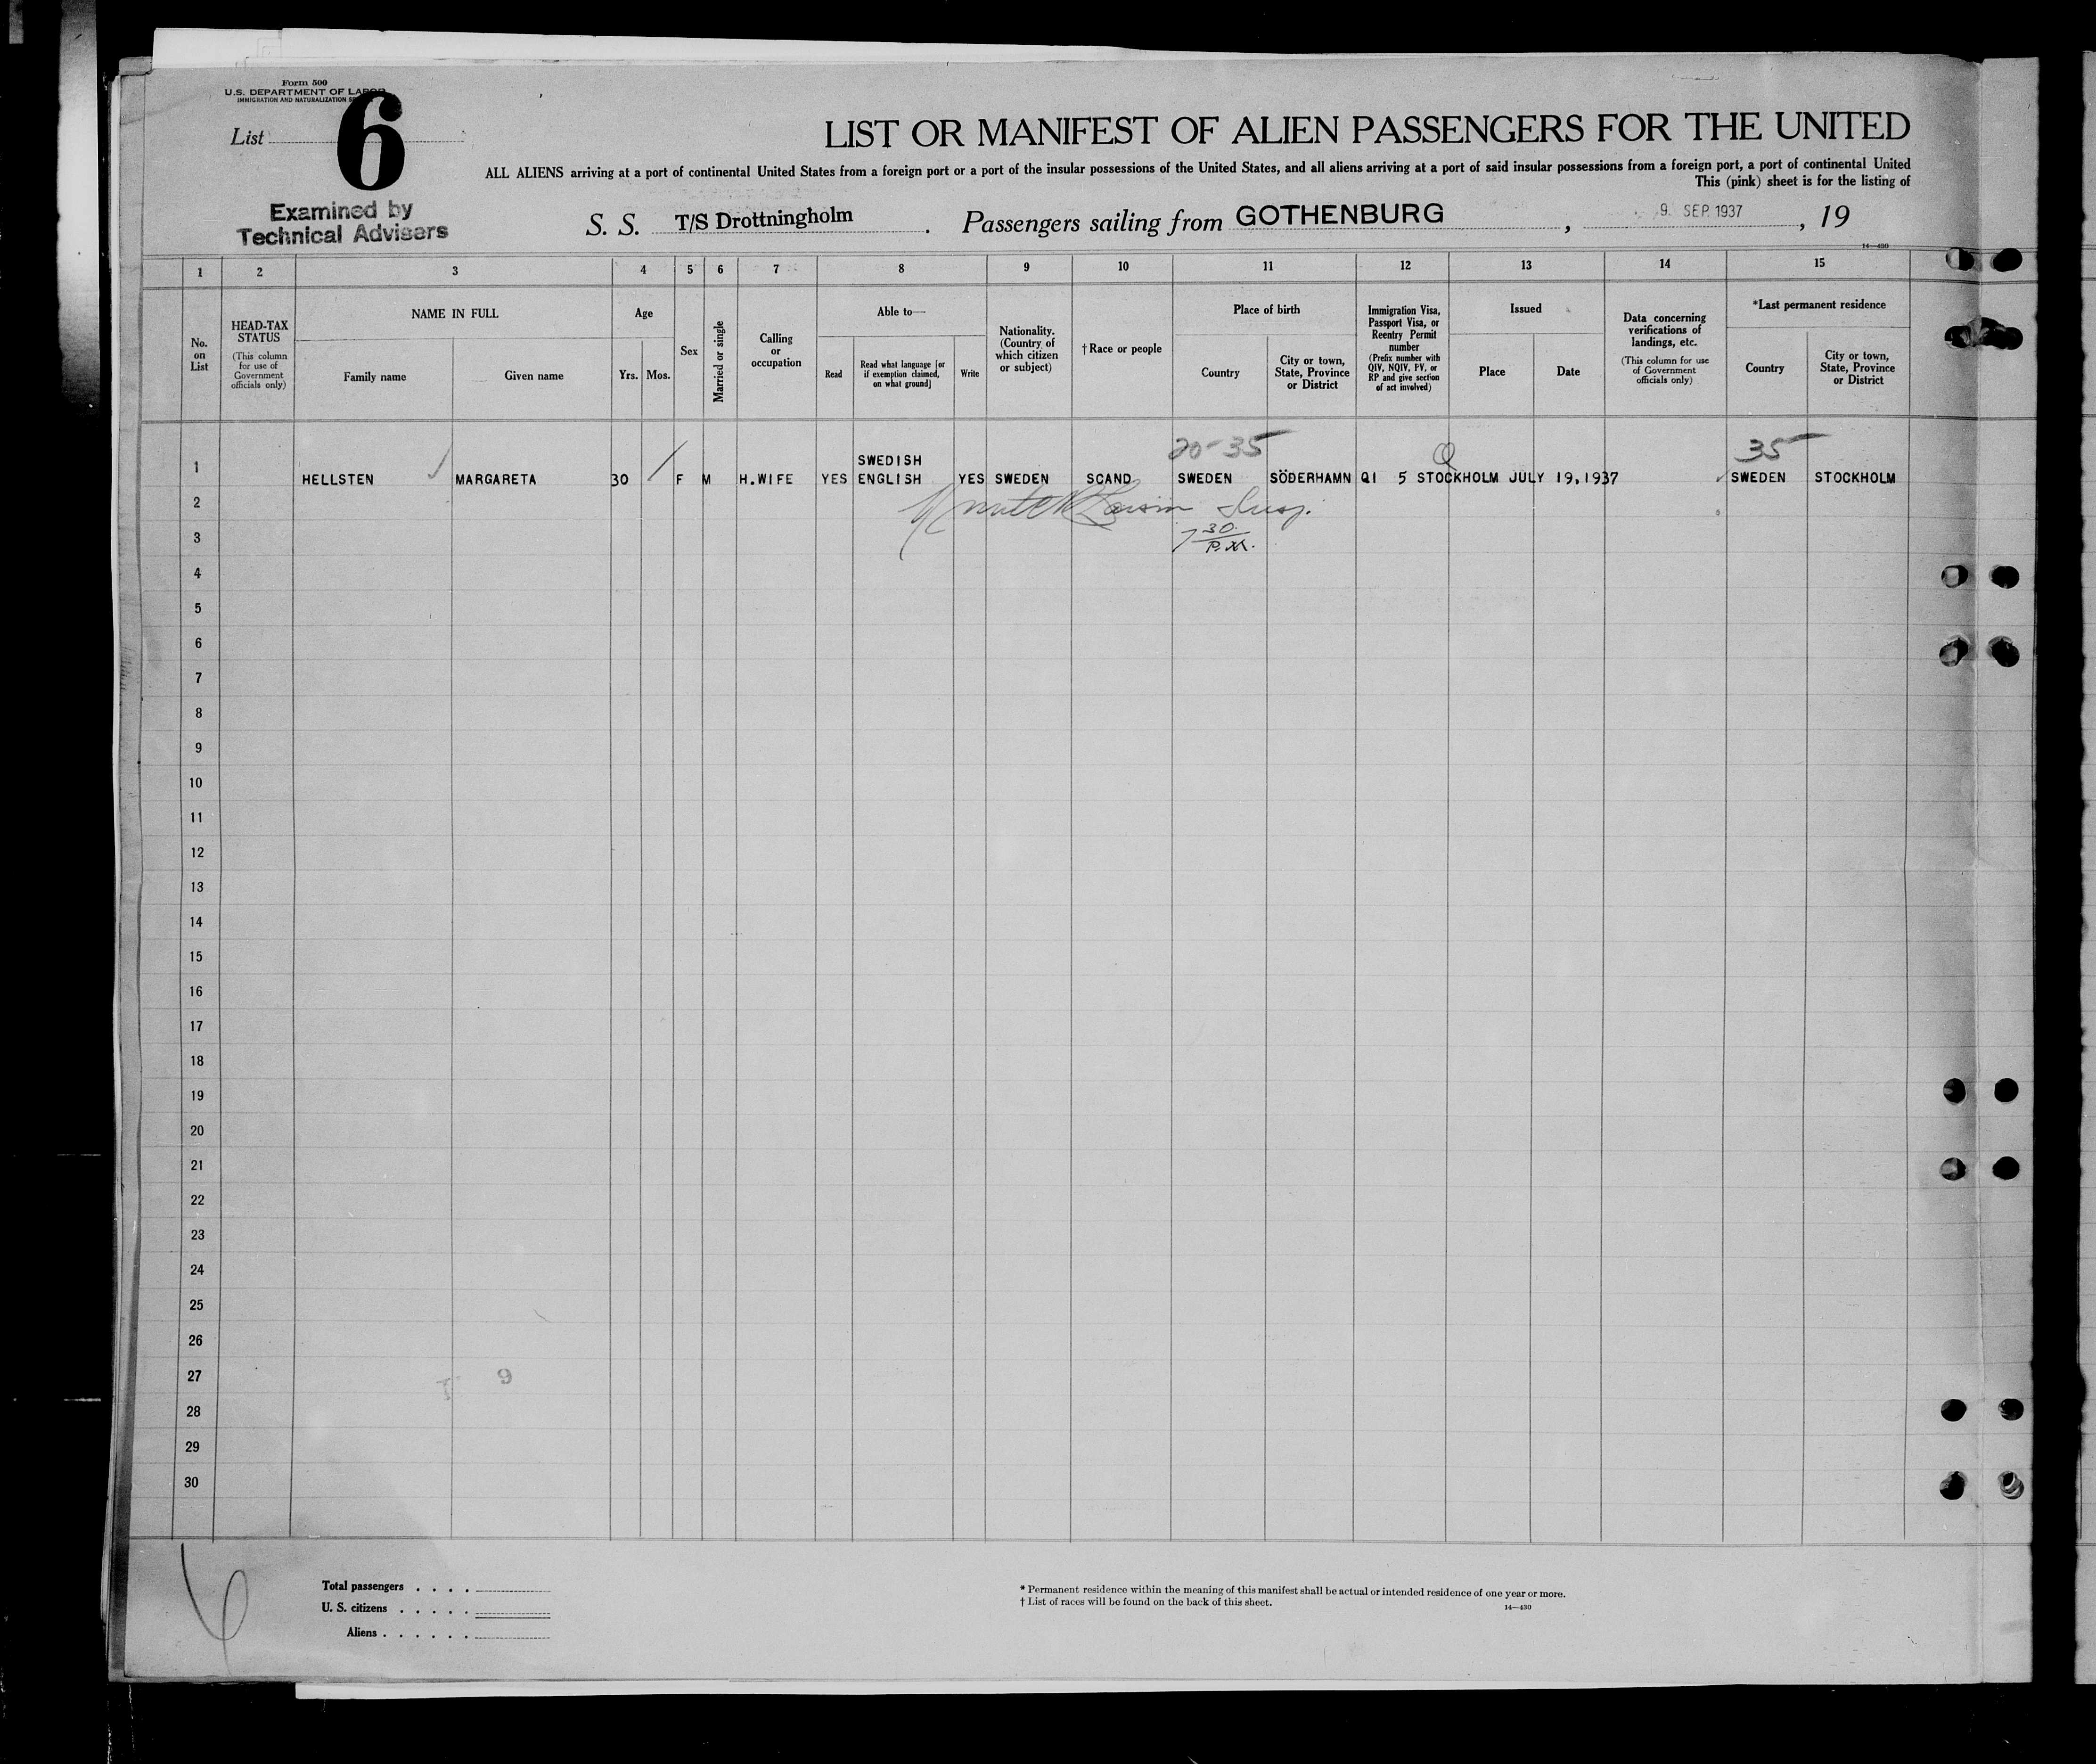 Form 500
U.S. DEPARTMENT OF LABOR
IMMIGRATION AND NATURALIZATION
List 6
Examined by
Technical Advisers
LIST OR MANIFEST OF ALIEN PASSENGERS FOR THE UNITED
ALL ALIENS arriving at a port of continental United States from a foreign port or a port of the insular possessions of the United States, and all aliens arriving at a port of said insular possessions from a foreign port, a port of continental United
This (pink) sheet is for the listing of
S. S. T/S Drottningholm . Passengers sailing from GOTHENBURG , 9. SEP. 1937 , 19
14—430
1 2 3 4 5 6 7 8 9 10 11 12 13 14 15
No. on List
HEAD-TAX STATUS
(This column for use of Government officials only)
NAME IN FULL
Family name
Given name
Age
Yrs. Mos.
Sex
Married or single
Calling or occupation
Able to—
Read
Read what language [or if exemption claimed, on what ground]
Write
Nationality. (Country of which citizen or subject)
† Race or people
Place of birth
Country
City or town, State, Province or District
Immigration Visa, Passport Visa, or Reentry Permit number
(Prefix number with QIV, NQIV, PV, or RP and give section of act involved)
Issued
Place
Date
Data concerning verifications of landings, etc.
(This column for use of Government officials only)
*Last permanent residence
Country
City or town, State, Province or District
20-35 Q 35
SWEDISH
1 HELLSTEN MARGARETA 30 F M H.WIFE YES ENGLISH YES SWEDEN SCAND. SWEDEN SÖDERHAMN QI 5 STOCKHOLM JULY 19,1937 SWEDEN STOCKHOLM
2 Insp.
3 7 30 P.M.
4
5
6
7
8
9
10
11
12
13
14
15
16
17
18
19
20
21
22
23
24
25
26
27
28
29
30
6
Total passengers . . . .
U. S. citizens . . . . .
Aliens . . . . . .
* Permanent residence within the meaning of this manifest shall be actual or intended residence of one year or more.
† List of races will be found on the back of this sheet.
14—430